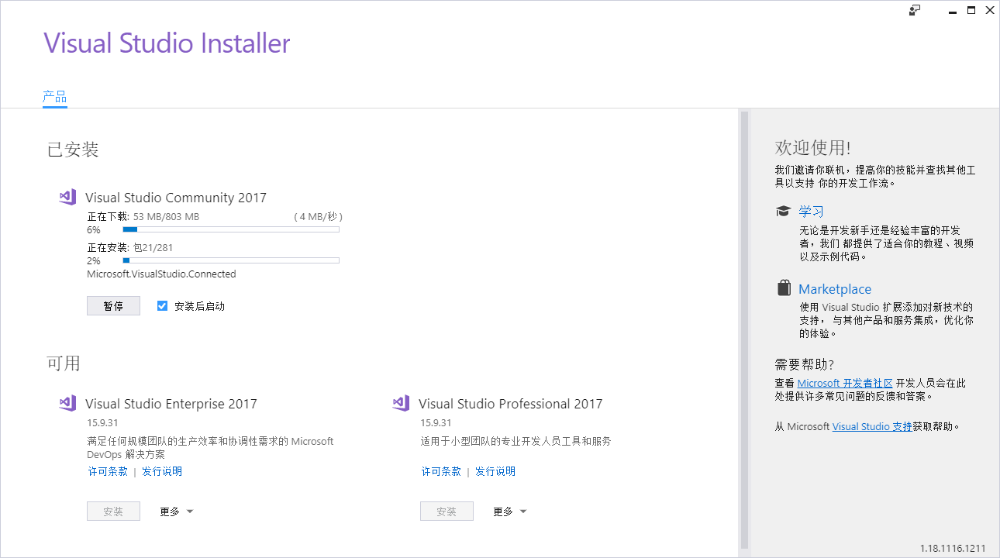 Visual Studio Installer
产品
已安装
Visual Studio Community 2017
正在下载: 53 MB/803 MB ( 4 MB/秒 )
6%
正在安装: 包21/281
2%
Microsoft.VisualStudio.Connected
暂停 安装后启动
可用
Visual Studio Enterprise 2017
15.9.31
满足任何规模团队的生产效率和协调性需求的 Microsoft
DevOps 解决方案
许可条款 | 发行说明
安装 更多
Visual Studio Professional 2017
15.9.31
适用于小型团队的专业开发人员工具和服务
许可条款 | 发行说明
安装 更多
欢迎使用!
我们邀请你联机，提高你的技能并查找其他工
具以支持 你的开发工作流。
学习
无论是开发新手还是经验丰富的开发
者，我们 都提供了适合你的教程、视频
以及示例代码。
Marketplace
使用 Visual Studio 扩展添加对新技术的
支持， 与其他产品和服务集成，优化你
的体验。
需要帮助?
查看 Microsoft 开发者社区 开发人员会在此
处提供许多常见问题的反馈和答案。
从 Microsoft Visual Studio 支持获取帮助。
1.18.1116.1211